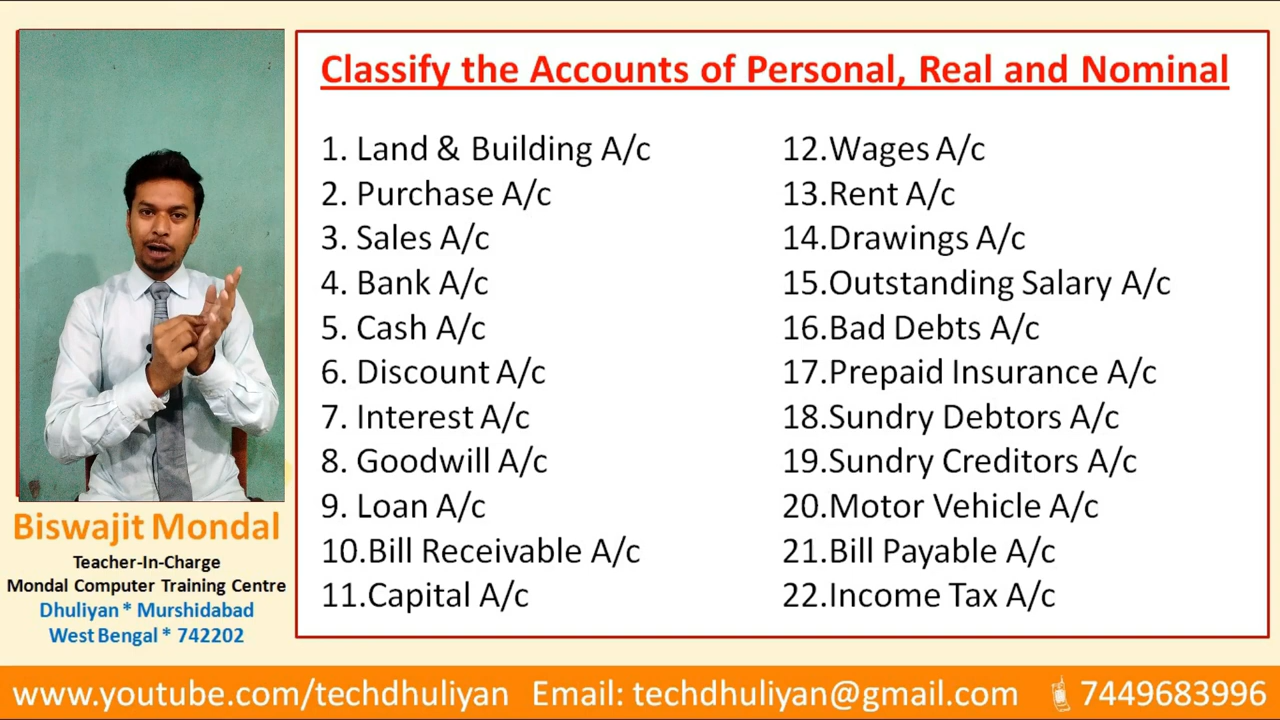 Classify the Accounts of Personal, Real and Nominal
1. Land & Building A/c
2. Purchase A/c
3. Sales A/c
4. Bank A/c
5. Cash A/c
6. Discount A/c
7. Interest A/c
8. Goodwill A/c
9. Loan A/c
10.Bill Receivable A/c
11.Capital A/c
12.Wages A/c
13.Rent A/c
14.Drawings A/c
15.Outstanding Salary A/c
16.Bad Debts A/c
17.Prepaid Insurance A/c
18.Sundry Debtors A/c
19.Sundry Creditors A/c
20.Motor Vehicle A/c
21.Bill Payable A/c
22.Income Tax A/c
Biswajit Mondal
Teacher-In-Charge
Mondal Computer Training Centre
Dhuliyan * Murshidabad
West Bengal * 742202
www.youtube.com/techdhuliyan Email: techdhuliyan@gmail.com 7449683996